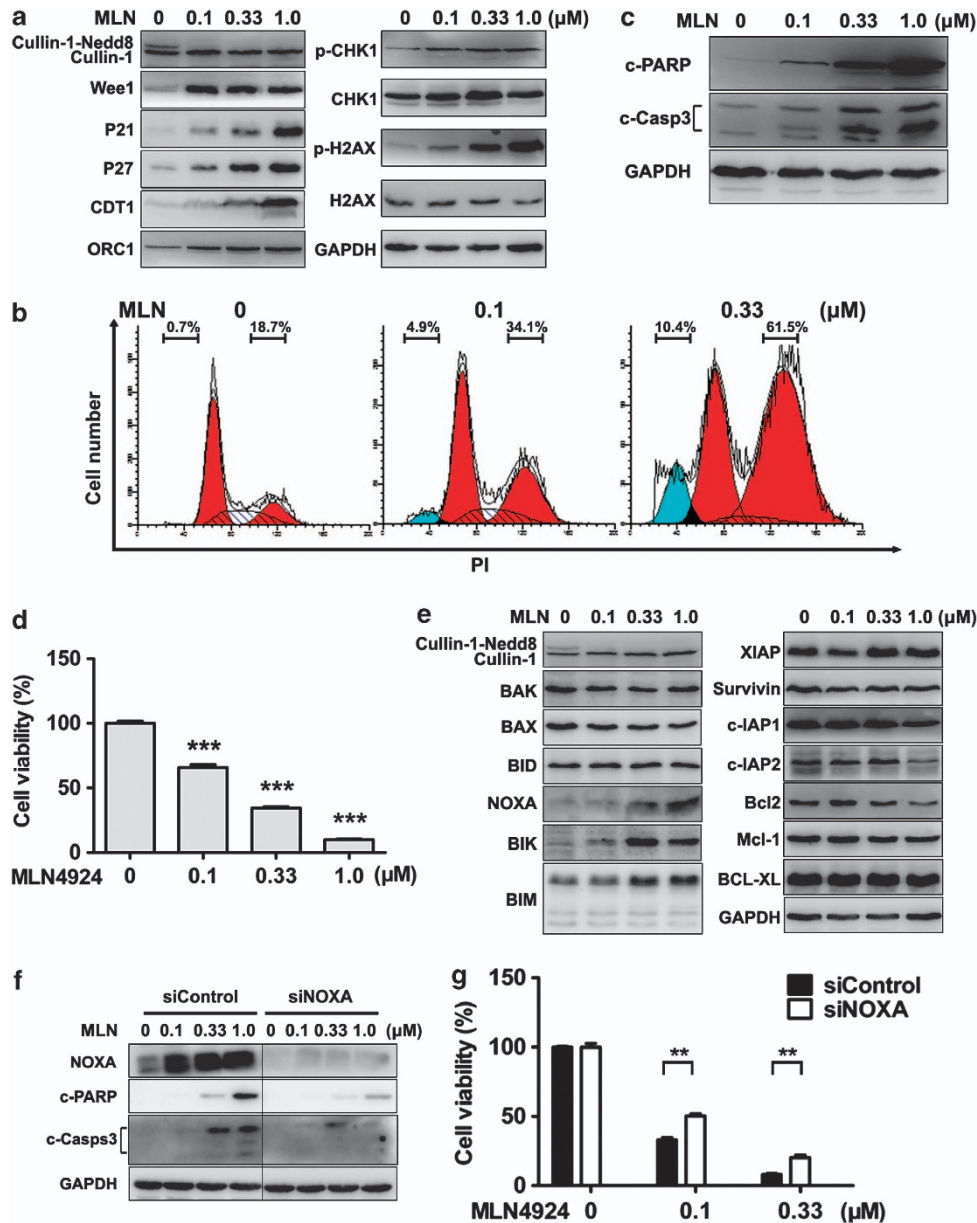 a
MLN 0 0.1 0.33 1.0
Cullin-1-Nedd8
Cullin-1
Wee1
P21
P27
CDT1
ORC1
0 0.1 0.33 1.0 (μM)
p-CHK1
CHK1
p-H2AX
H2AX
GAPDH
c
MLN 0 0.1 0.33 1.0 (μM)
c-PARP
c-Casp3
GAPDH
b
MLN 0 0.1 0.33 (μM)
0.7% 18.7%
4.9% 34.1%
10.4% 61.5%
Cell number
PI
d
Cell viability (%)
150
100
50
0
*** *** ***
MLN4924 0 0.1 0.33 1.0 (μM)
e
MLN 0 0.1 0.33 1.0
Cullin-1-Nedd8
Cullin-1
BAK
BAX
BID
NOXA
BIK
BIM
0 0.1 0.33 1.0 (μM)
XIAP
Survivin
c-IAP1
c-IAP2
Bcl2
Mcl-1
BCL-XL
GAPDH
f
siControl siNOXA
MLN 0 0.1 0.33 1.0 0 0.1 0.33 1.0 (μM)
NOXA
c-PARP
c-Casps3
GAPDH
g
Cell viability (%)
150
100
50
0
siControl
siNOXA
** **
MLN4924 0 0.1 0.33 (μM)